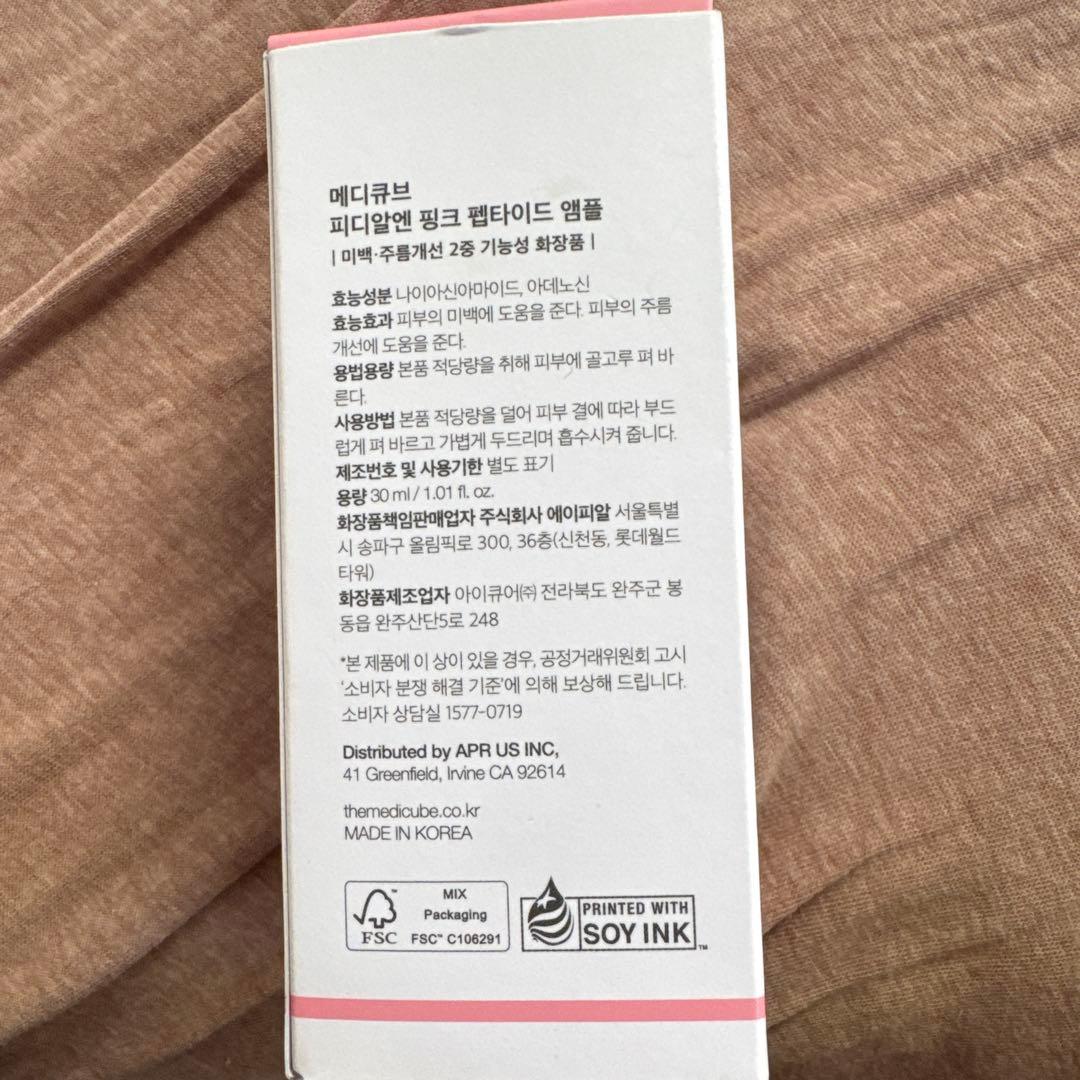 메디큐브
피디알엔 핑크 펩타이드 앰플
| 미백·주름개선 2중 기능성 화장품 |
효능성분 나이아신아마이드, 아데노신
효능효과 피부의 미백에 도움을 준다. 피부의 주름
개선에 도움을 준다.
용법용량 본품 적당량을 취해 피부에 골고루 펴 바
른다.
사용방법 본품 적당량을 덜어 피부 결에 따라 부드
럽게 펴 바르고 가볍게 두드리며 흡수시켜 줍니다.
제조번호 및 사용기한 별도 표기
용량 30 ml / 1.01 fl. oz.
화장품책임판매업자 주식회사 에이피알 서울특별
시 송파구 올림픽로 300, 36층(신천동, 롯데월드
타워)
화장품제조업자 아이큐어㈜ 전라북도 완주군 봉
동읍 완주산단5로 248
*본 제품에 이 상이 있을 경우, 공정거래위원회 고시
'소비자 분쟁 해결 기준'에 의해 보상해 드립니다.
소비자 상담실 1577-0719
Distributed by APR US INC,
41 Greenfield, Irvine CA 92614
themedicube.co.kr
MADE IN KOREA
FSC™
MIX
Packaging
FSC™ C106291
PRINTED WITH
SOY INK™